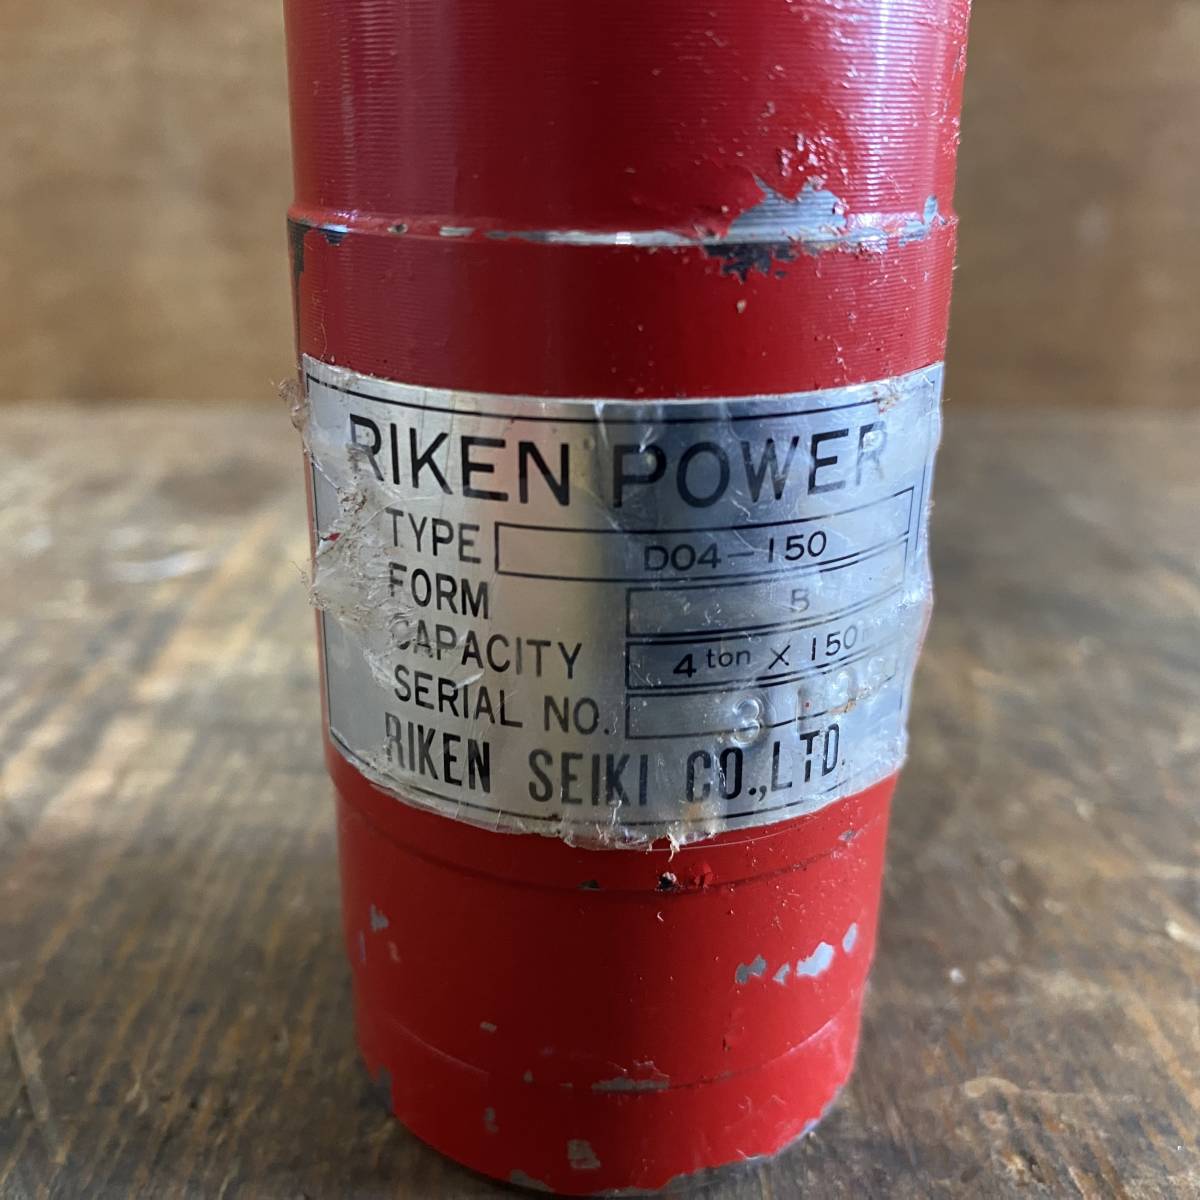 RIKEN POWER
TYPE D04-150
FORM B
CAPACITY 4 ton X 150
SERIAL NO.
RIKEN SEIKI CO.,LTD.